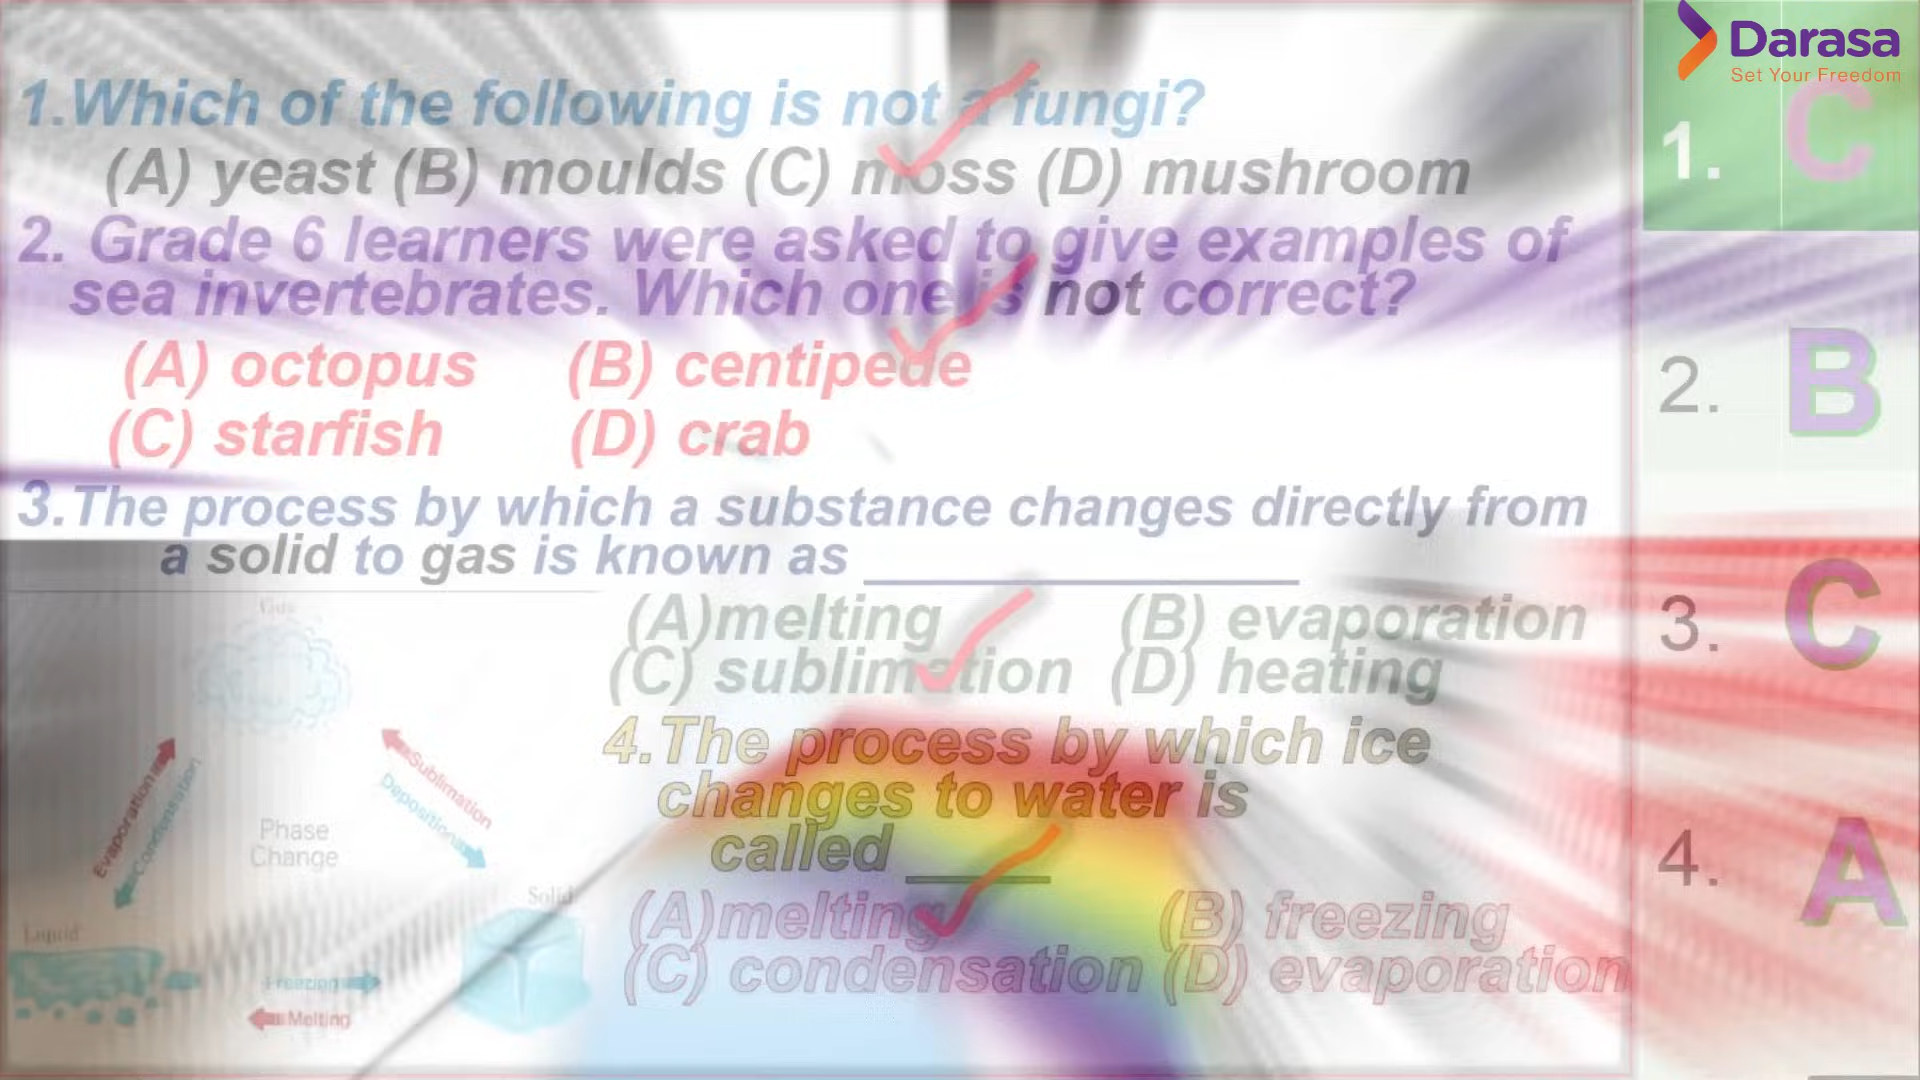 Darasa
Set Your Freedom
1.Which of the following is not a fungi?
(A) yeast (B) moulds (C) moss (D) mushroom
2. Grade 6 learners were asked to give examples of
sea invertebrates. Which one is not correct?
(A) octopus (B) centipede
(C) starfish (D) crab
3.The process by which a substance changes directly from
a solid to gas is known as _______________
(A)melting (B) evaporation
(C) sublimation (D) heating
4.The process by which ice
changes to water is
called _____
(A)melting (B) freezing
(C) condensation (D) evaporation
Gas
Evaporation
Condensation
Sublimation
Deposition
Phase
Change
Solid
Liquid
Freezing
Melting
1. C
2. B
3. C
4. A